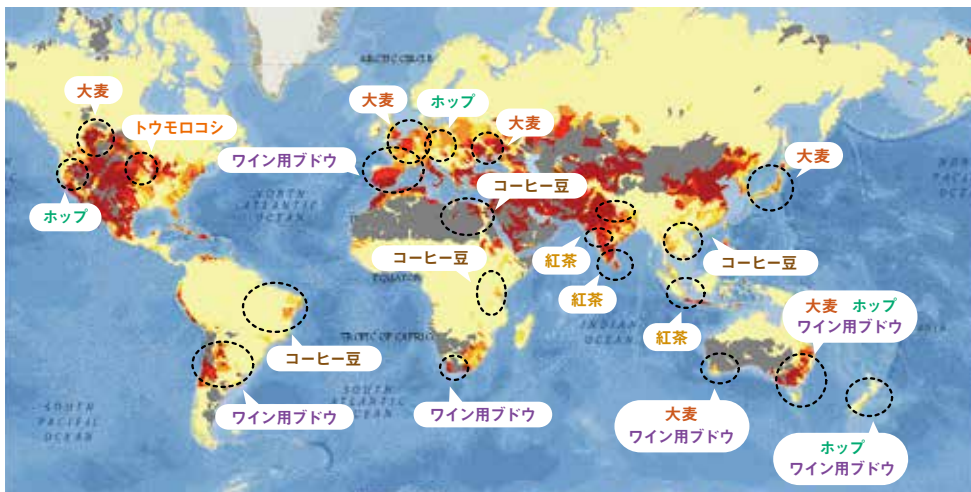 ARCTIC CIRCLE
大麦
トウモロコシ
ホップ
大麦
ホップ
大麦
ワイン用ブドウ
コーヒー豆
大麦
NORTH
ATLANTIC
OCEAN
コーヒー豆
紅茶
紅茶
コーヒー豆
紅茶
EQUATOR
大麦 ホップ
ワイン用ブドウ
INDIAN
OCEAN
TROPIC OF CAPRIC
コーヒー豆
ワイン用ブドウ
ワイン用ブドウ
SOUTH
ATLANTIC
OCEAN
SOUTH
PACIFIC
OCEAN
大麦
ワイン用ブドウ
ホップ
ワイン用ブドウ